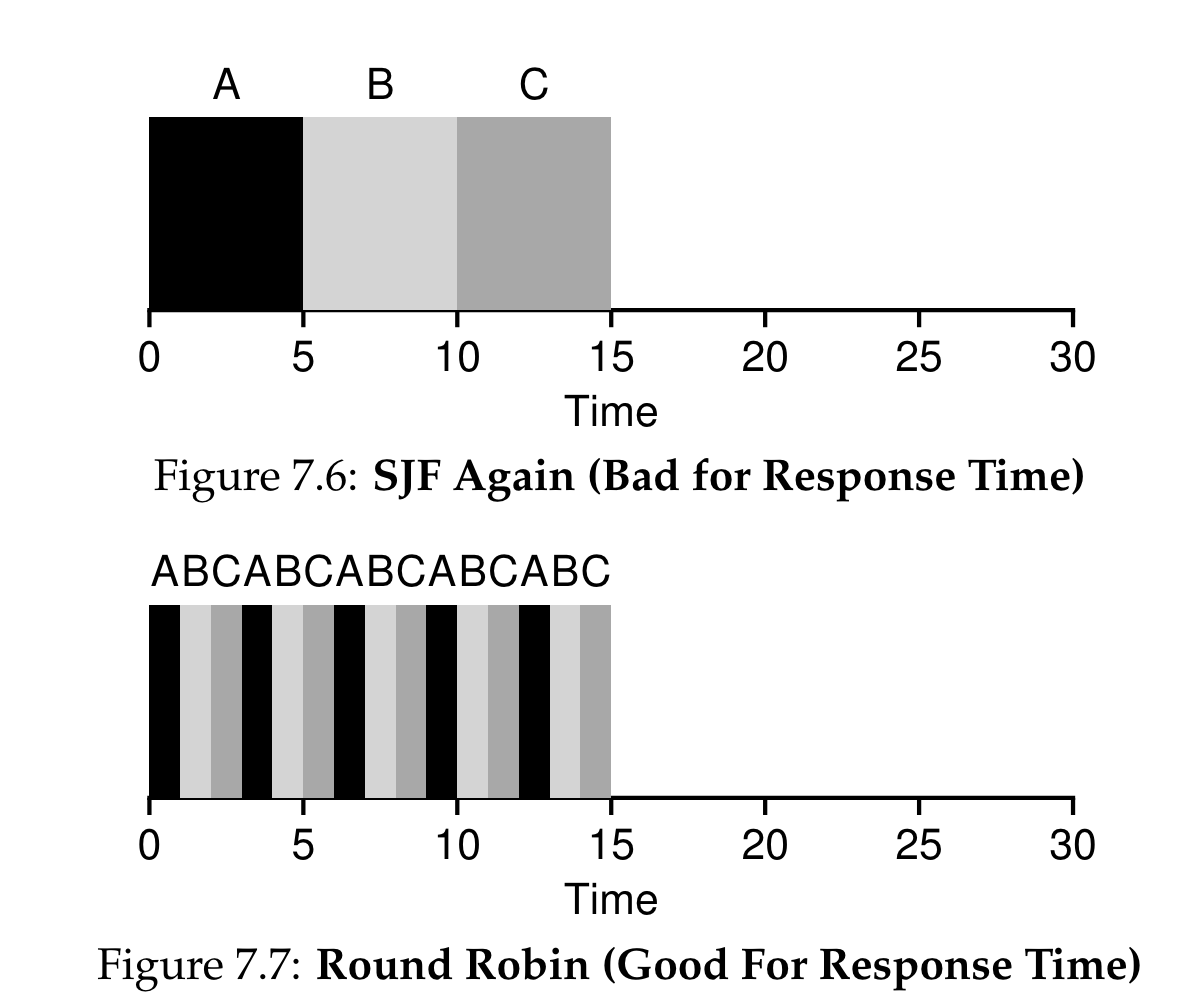 A B C
0 5 10 15 20 25 30
Time
Figure 7.6: SJF Again (Bad for Response Time)
ABCABCABCABCABC
0 5 10 15 20 25 30
Time
Figure 7.7: Round Robin (Good For Response Time)